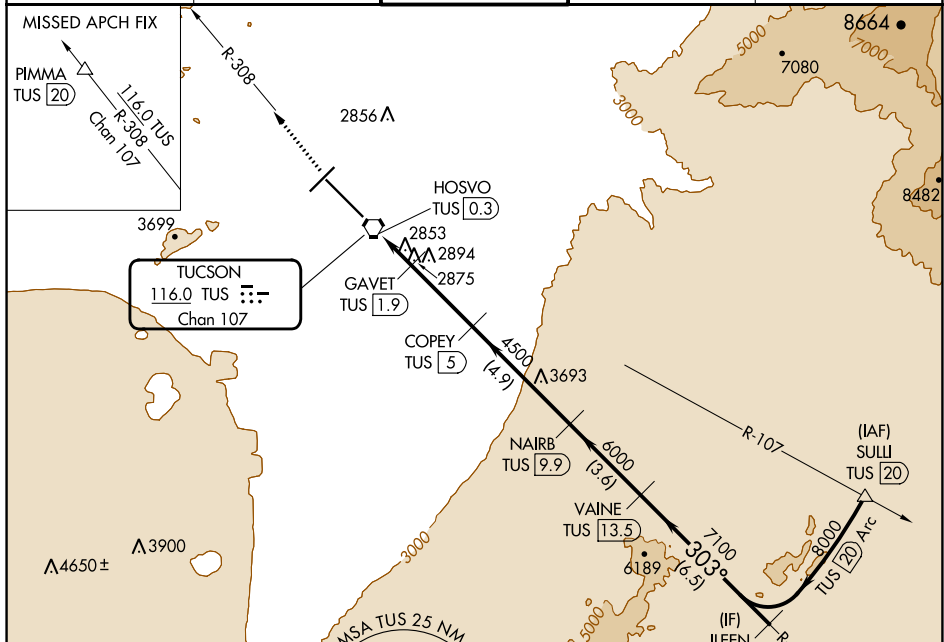 MISSED APCH FIX
PIMMA
TUS 20
116.0 TUS
R-308
Chan 107
R-308
2856
8664
7000
5000
7080
3000
8482
HOSVO
TUS 0.3
3699
2853
2894
2875
TUCSON
116.0 TUS
Chan 107
GAVET
TUS 1.9
COPEY
TUS 5
4500
(4.9)
3693
NAIRB
TUS 9.9
6000
(3.6)
R-107
(IAF)
SULLI
TUS 20
VAINE
TUS 13.5
7100
303°
(6.5)
8000
TUS 20 Arc
6189
3900
4650±
3000
5000
MSA TUS 25 NM
(IF)